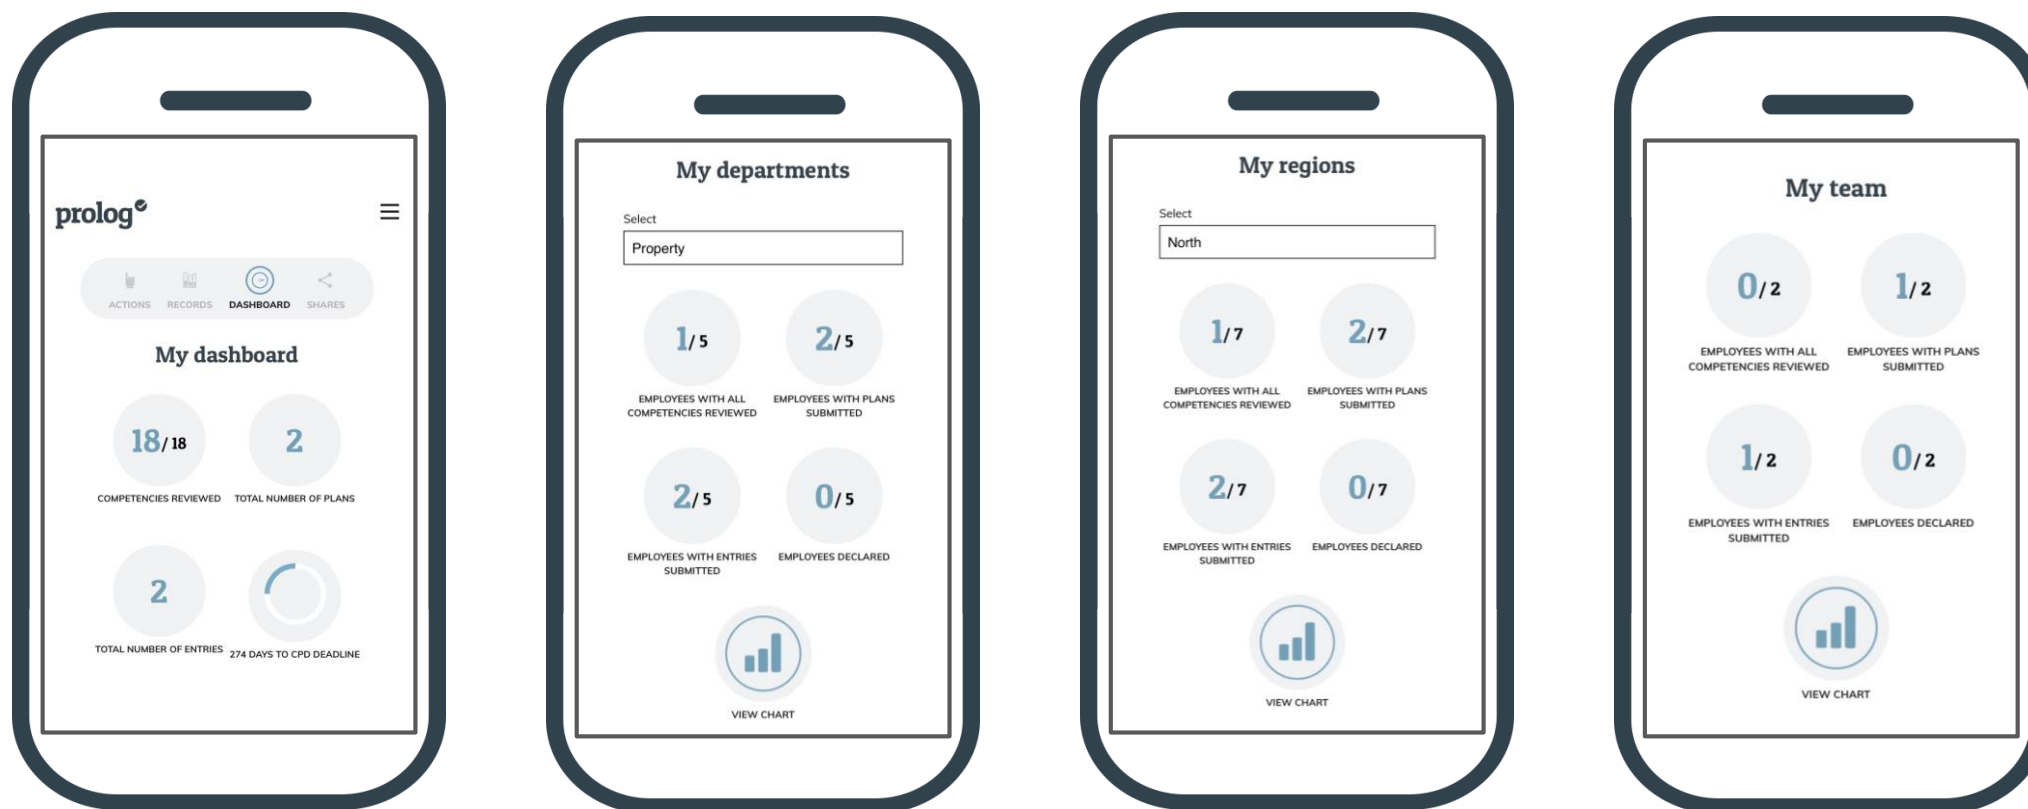 prolog
ACTIONS RECORDS DASHBOARD SHARES
My dashboard
18/ 18
2
COMPETENCIES REVIEWED
TOTAL NUMBER OF PLANS
2
TOTAL NUMBER OF ENTRIES
274 DAYS TO CPD DEADLINE
My departments
Select
Property
1/ 5
2/ 5
EMPLOYEES WITH ALL
COMPETENCIES REVIEWED
EMPLOYEES WITH PLANS
SUBMITTED
2/ 5
0/ 5
EMPLOYEES WITH ENTRIES
SUBMITTED
EMPLOYEES DECLARED
VIEW CHART
My regions
Select
North
1/ 7
2/ 7
EMPLOYEES WITH ALL
COMPETENCIES REVIEWED
EMPLOYEES WITH PLANS
SUBMITTED
2/ 7
0/ 7
EMPLOYEES WITH ENTRIES
SUBMITTED
EMPLOYEES DECLARED
VIEW CHART
My team
0/ 2
1/ 2
EMPLOYEES WITH ALL
COMPETENCIES REVIEWED
EMPLOYEES WITH PLANS
SUBMITTED
1/ 2
0/ 2
EMPLOYEES WITH ENTRIES
SUBMITTED
EMPLOYEES DECLARED
VIEW CHART